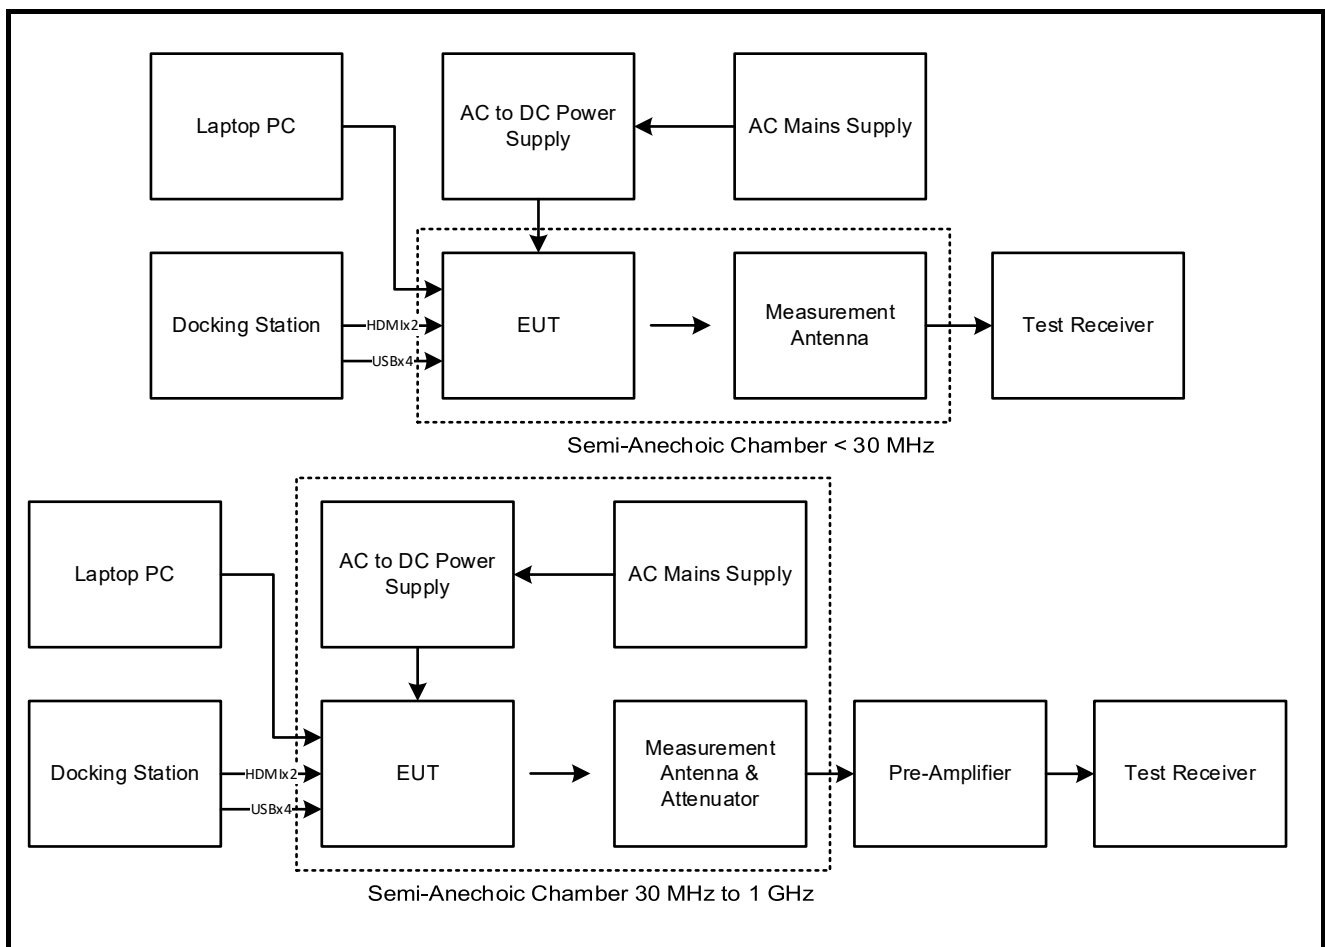 Laptop PC
AC to DC Power
Supply
AC Mains Supply
Docking Station
HDMIx2
USBx4
EUT
Measurement
Antenna
Test Receiver
Semi-Anechoic Chamber < 30 MHz
Laptop PC
AC to DC Power
Supply
AC Mains Supply
Docking Station
HDMIx2
USBx4
EUT
Measurement
Antenna &
Attenuator
Pre-Amplifier
Test Receiver
Semi-Anechoic Chamber 30 MHz to 1 GHz